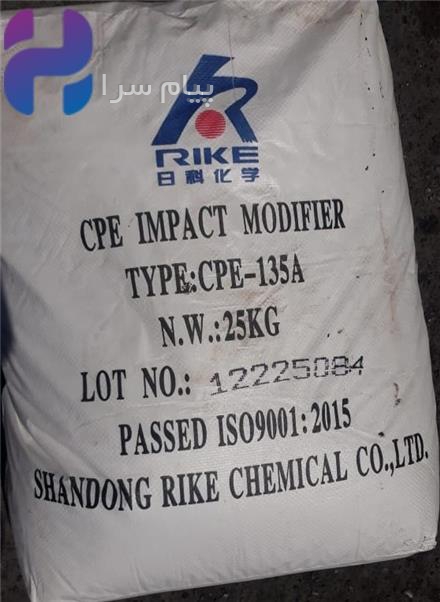 پیام سرا
RIKE
日科化学
CPE IMPACT MODIFIER
TYPE:CPE-135A
N.W.:25KG
LOT NO.: 12225084
PASSED ISO9001:2015
SHANDONG RIKE CHEMICAL CO.,LTD.